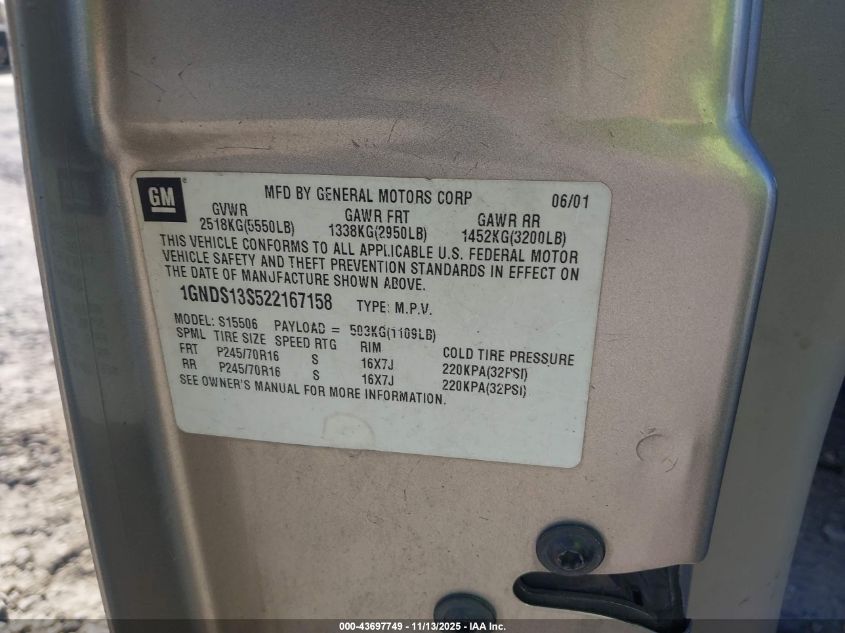 GM
MFD BY GENERAL MOTORS CORP 06/01
GVWR GAWR FRT GAWR RR
2518KG(5550LB) 1338KG(2950LB) 1452KG(3200LB)
THIS VEHICLE CONFORMS TO ALL APPLICABLE U.S. FEDERAL MOTOR
VEHICLE SAFETY AND THEFT PREVENTION STANDARDS IN EFFECT ON
THE DATE OF MANUFACTURE SHOWN ABOVE.
1GNDS13S522167158 TYPE: M.P.V.
MODEL: S15506 PAYLOAD = 503KG(1109LB)
SPML TIRE SIZE SPEED RTG RIM COLD TIRE PRESSURE
FRT P245/70R16 S 16X7J 220KPA(32PSI)
RR P245/70R16 S 16X7J 220KPA(32PSI)
SEE OWNER'S MANUAL FOR MORE INFORMATION.
000-43697749 - 11/13/2025 - IAA Inc.